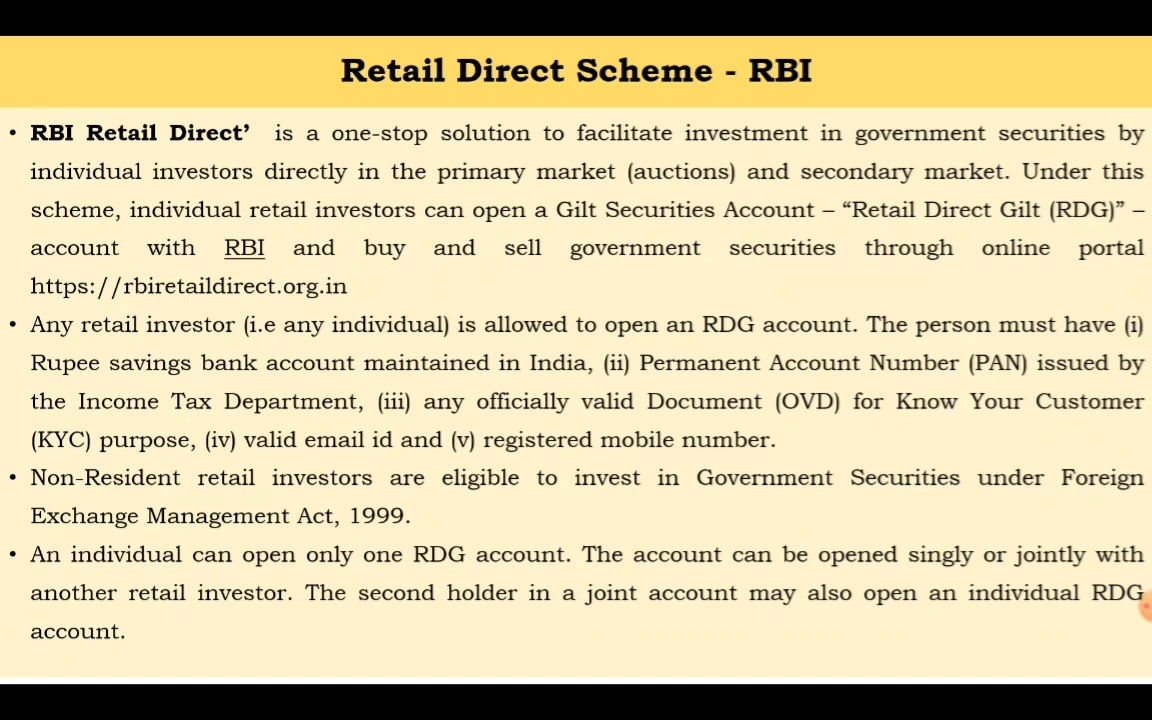 Retail Direct Scheme - RBI
• RBI Retail Direct’ is a one-stop solution to facilitate investment in government securities by
individual investors directly in the primary market (auctions) and secondary market. Under this
scheme, individual retail investors can open a Gilt Securities Account – “Retail Direct Gilt (RDG)” –
account with RBI and buy and sell government securities through online portal
https://rbiretaildirect.org.in
• Any retail investor (i.e any individual) is allowed to open an RDG account. The person must have (i)
Rupee savings bank account maintained in India, (ii) Permanent Account Number (PAN) issued by
the Income Tax Department, (iii) any officially valid Document (OVD) for Know Your Customer
(KYC) purpose, (iv) valid email id and (v) registered mobile number.
• Non-Resident retail investors are eligible to invest in Government Securities under Foreign
Exchange Management Act, 1999.
• An individual can open only one RDG account. The account can be opened singly or jointly with
another retail investor. The second holder in a joint account may also open an individual RDG
account.